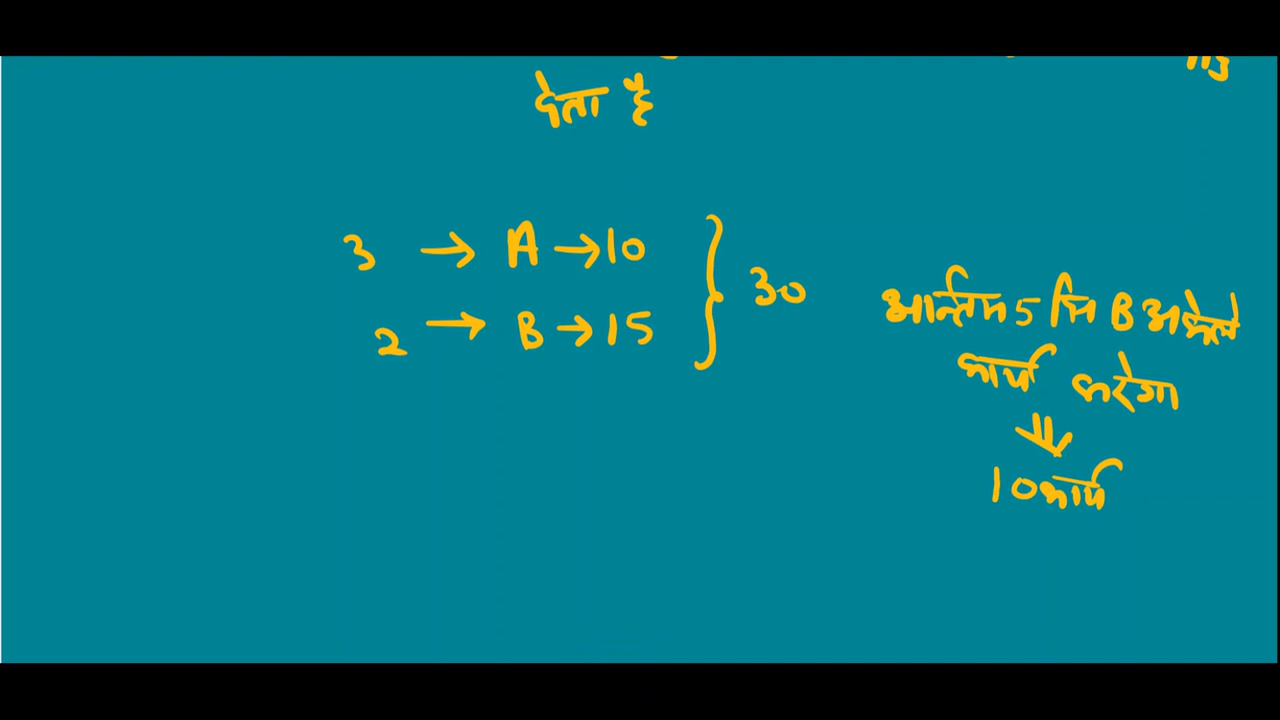 देता है
3 → A → 10
2 → B → 15
} 30
अन्तिम 5 मि B अकेले
कार्य करेगा
⇓
10 कार्य